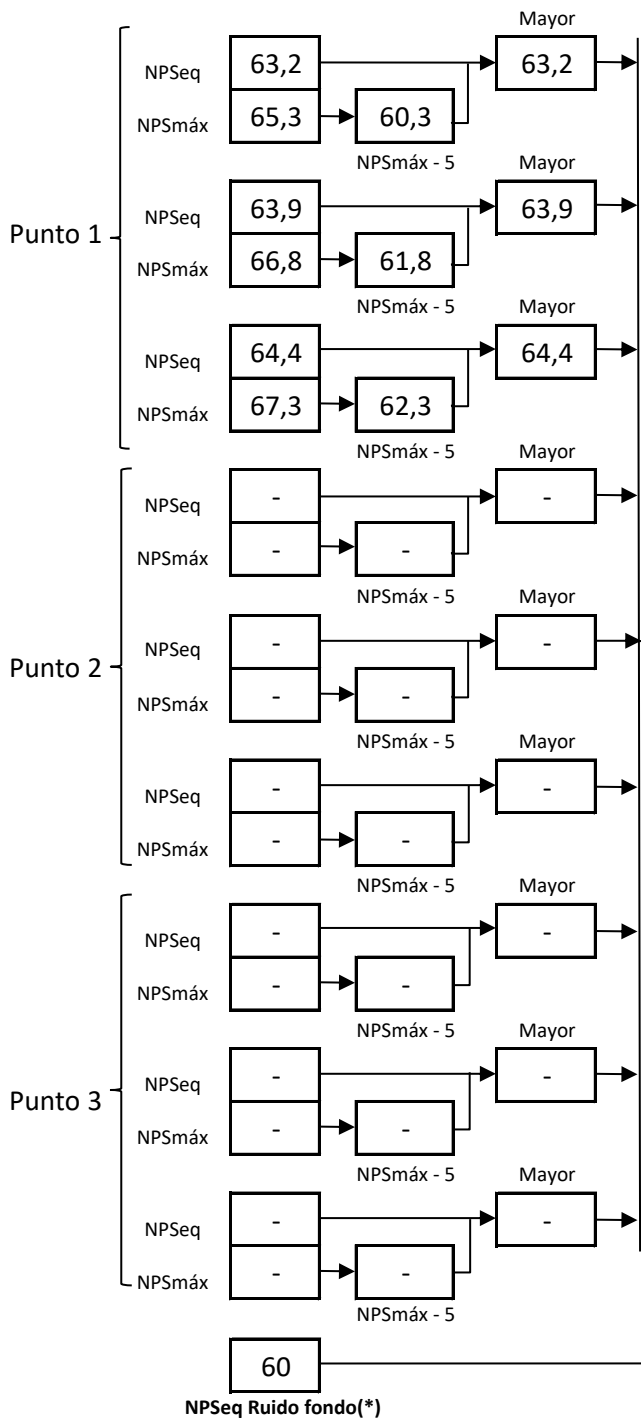 Mayor
NPSeq 63,2 63,2
NPSmáx 65,3 60,3
NPSmáx - 5
Mayor
Punto 1
NPSeq 63,9 63,9
NPSmáx 66,8 61,8
NPSmáx - 5
Mayor
NPSeq 64,4 64,4
NPSmáx 67,3 62,3
NPSmáx - 5
Mayor
NPSeq - -
NPSmáx - -
NPSmáx - 5
Mayor
Punto 2
NPSeq - -
NPSmáx - -
NPSmáx - 5
Mayor
NPSeq - -
NPSmáx - -
NPSmáx - 5
Mayor
NPSeq - -
NPSmáx - -
NPSmáx - 5
Mayor
Punto 3
NPSeq - -
NPSmáx - -
NPSmáx - 5
Mayor
NPSeq - -
NPSmáx - -
NPSmáx - 5
60
NPSeq Ruido fondo(*)